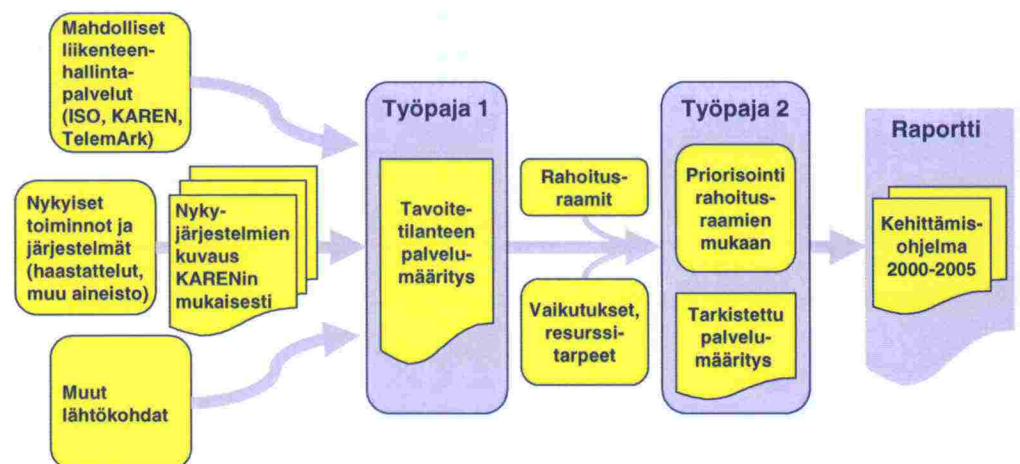 Mahdolliset
liikenteen-
hallinta-
palvelut
(ISO, KAREN,
TelemArk)
Nykyiset
toiminnot ja
järjestelmät
(haastattelut,
muu aineisto)
Muut
lähtökohdat
Nyky-
järjestelmien
kuvaus
KARENin
mukaisesti
Työpaja 1
Tavoite-
tilanteen
palvelu-
määritys
Rahoitus-
raamit
Vaikutukset,
resurssi-
tarpeet
Työpaja 2
Priorisointi
rahoitus-
raamien
mukaan
Tarkistettu
palvelu-
määritys
Raportti
Kehittämis-
ohjelma
2000-2005